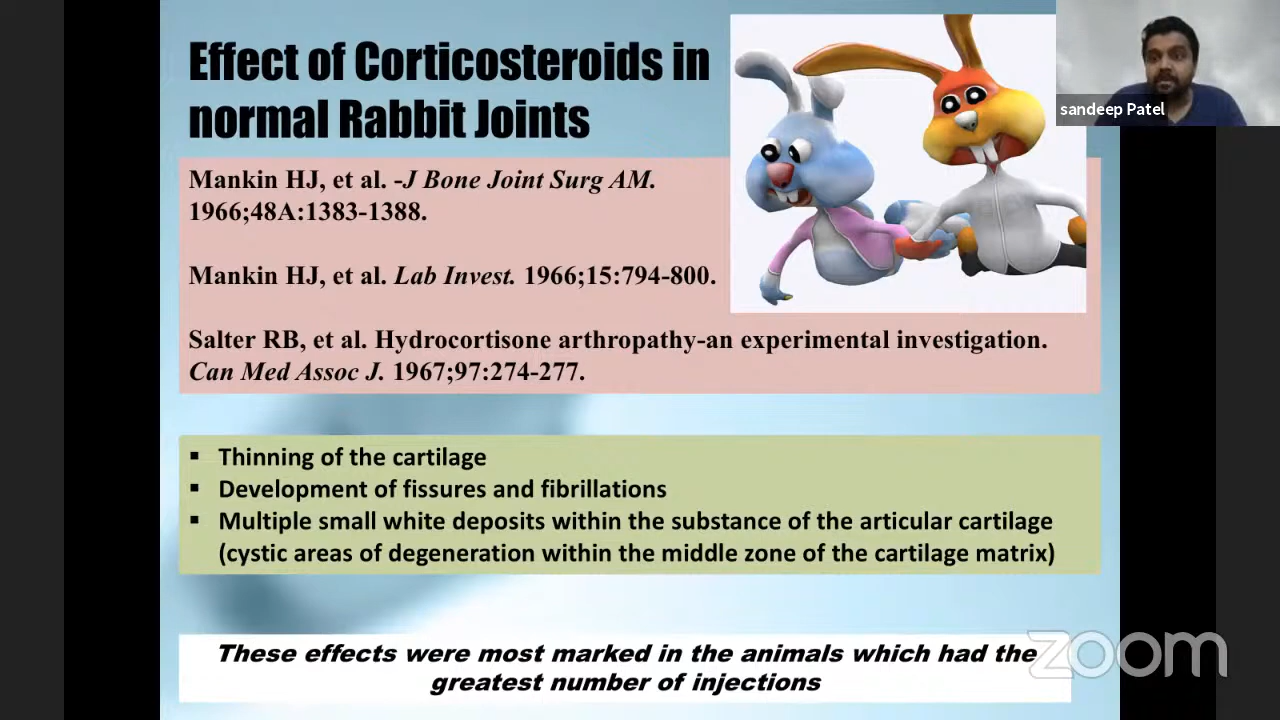 Effect of Corticosteroids in
normal Rabbit Joints
sandeep Patel
Mankin HJ, et al. -J Bone Joint Surg AM.
1966;48A:1383-1388.
Mankin HJ, et al. Lab Invest. 1966;15:794-800.
Salter RB, et al. Hydrocortisone arthropathy-an experimental investigation.
Can Med Assoc J. 1967;97:274-277.
▪ Thinning of the cartilage
▪ Development of fissures and fibrillations
▪ Multiple small white deposits within the substance of the articular cartilage
(cystic areas of degeneration within the middle zone of the cartilage matrix)
These effects were most marked in the animals which had the
greatest number of injections
zoom